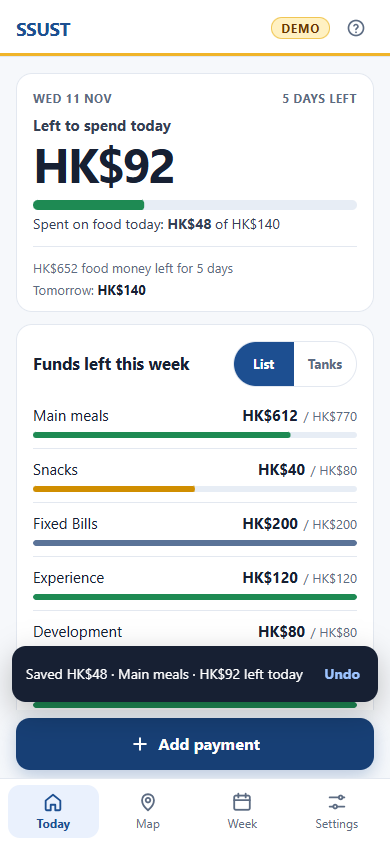 SSUST DEMO
WED 11 NOV 5 DAYS LEFT
Left to spend today
HK$92
Spent on food today: HK$48 of HK$140
HK$652 food money left for 5 days
Tomorrow: HK$140
Funds left this week List Tanks
Main meals HK$612 / HK$770
Snacks HK$40 / HK$80
Fixed Bills HK$200 / HK$200
Experience HK$120 / HK$120
Development HK$80 / HK$80
Saved HK$48 · Main meals · HK$92 left today Undo
+ Add payment
Today Map Week Settings